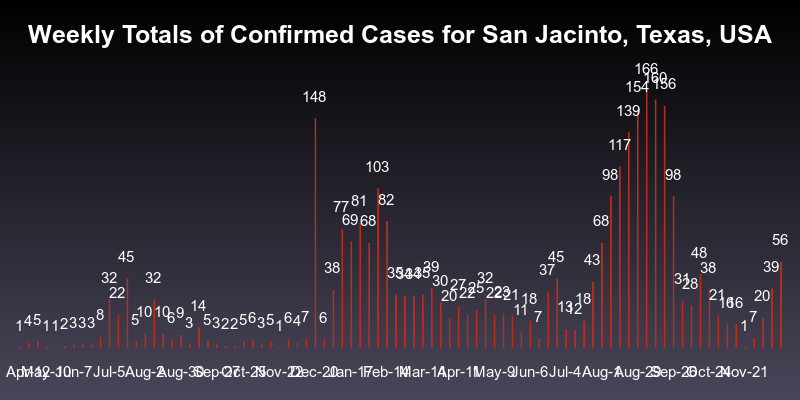 Weekly Totals of Confirmed Cases for San Jacinto, Texas, USA
1 4 5 1 1 2 3 3 3 8 32 22 45 5 10 32 10 6 9 3 14 5 3 2 2 5 6 3 5 1 6 4 7 148 6 38 77 69 81 68 103 82 35 34 34 35 39 30 20 27 22 25 32 22 23 21 11 18 7 37 45 13 12 18 43 68 98 117 139 154 166 160 156 98 31 28 48 38 21 16 16 1 7 20 39 56
Apr-12 May-10 Jun-7 Jul-5 Aug-2 Aug-30 Sep-27 Oct-25 Nov-22 Dec-20 Jan-17 Feb-14 Mar-14 Apr-11 May-9 Jun-6 Jul-4 Aug-1 Aug-29 Sep-26 Oct-24 Nov-21